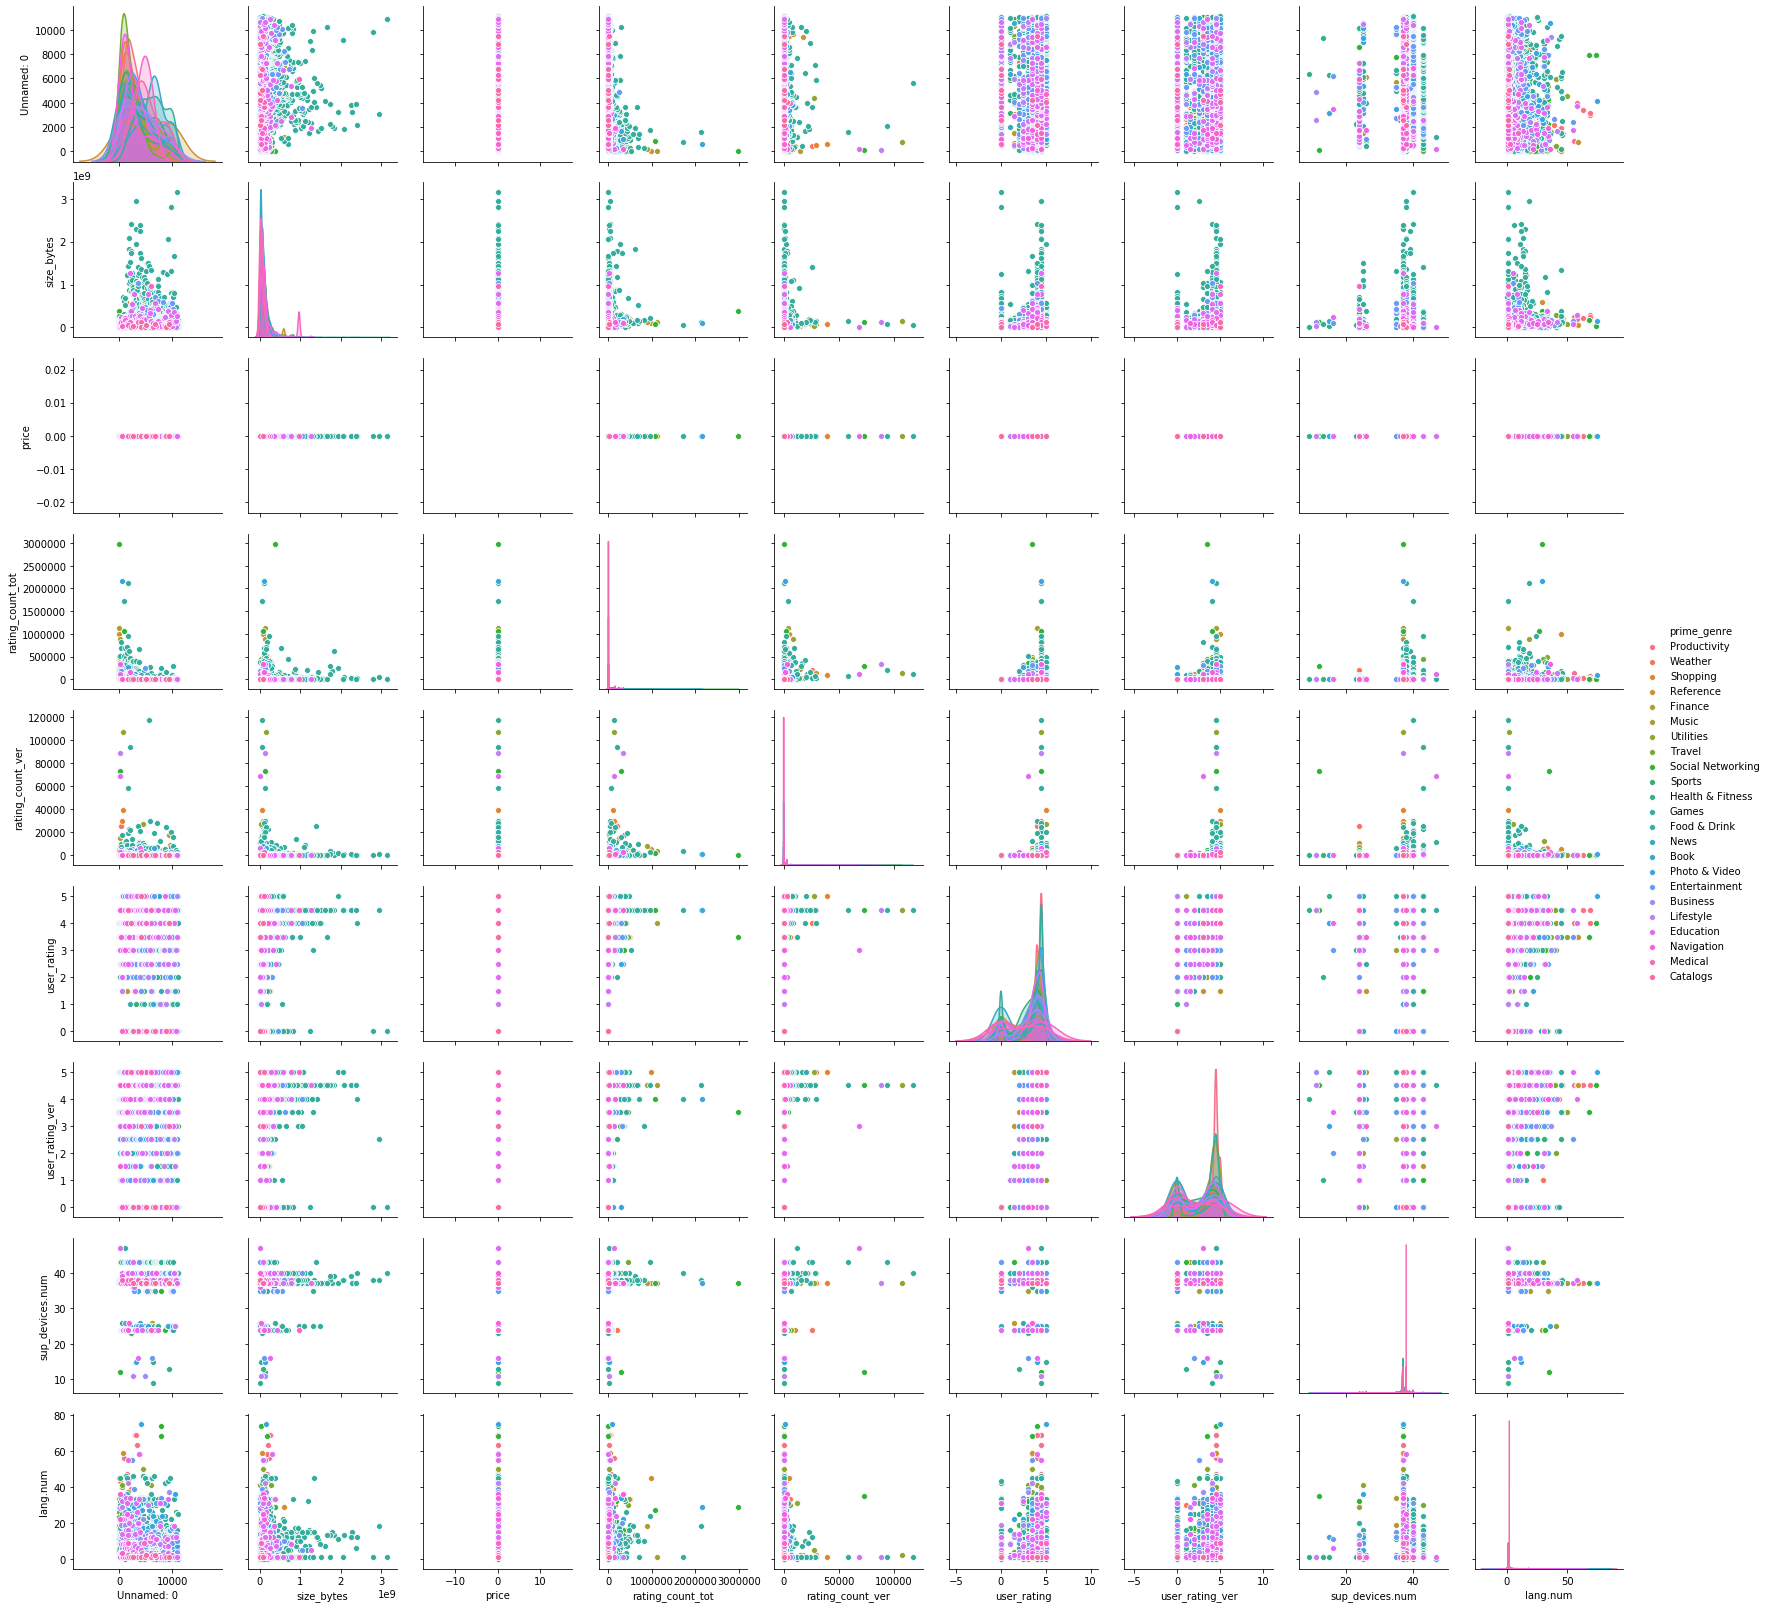 Unnamed: 0
10000
8000
6000
4000
2000
0
1e9
size_bytes
3
2
1
0
price
0.02
0.01
0.00
−0.01
−0.02
rating_count_tot
3000000
2500000
2000000
1500000
1000000
500000
0
rating_count_ver
120000
100000
80000
60000
40000
20000
0
user_rating
5
4
3
2
1
0
user_rating_ver
5
4
3
2
1
0
sup_devices.num
40
30
20
10
lang.num
80
60
40
20
0
0 10000
Unnamed: 0
0 1 2 3
1e9
size_bytes
−10 0 10
price
0 1000000 2000000 3000000
rating_count_tot
0 50000 100000
rating_count_ver
−5 0 5 10
user_rating
−5 0 5 10
user_rating_ver
20 40
sup_devices.num
0 50
lang.num
prime_genre
Productivity
Weather
Shopping
Reference
Finance
Music
Utilities
Travel
Social Networking
Sports
Health & Fitness
Games
Food & Drink
News
Book
Photo & Video
Entertainment
Business
Lifestyle
Education
Navigation
Medical
Catalogs